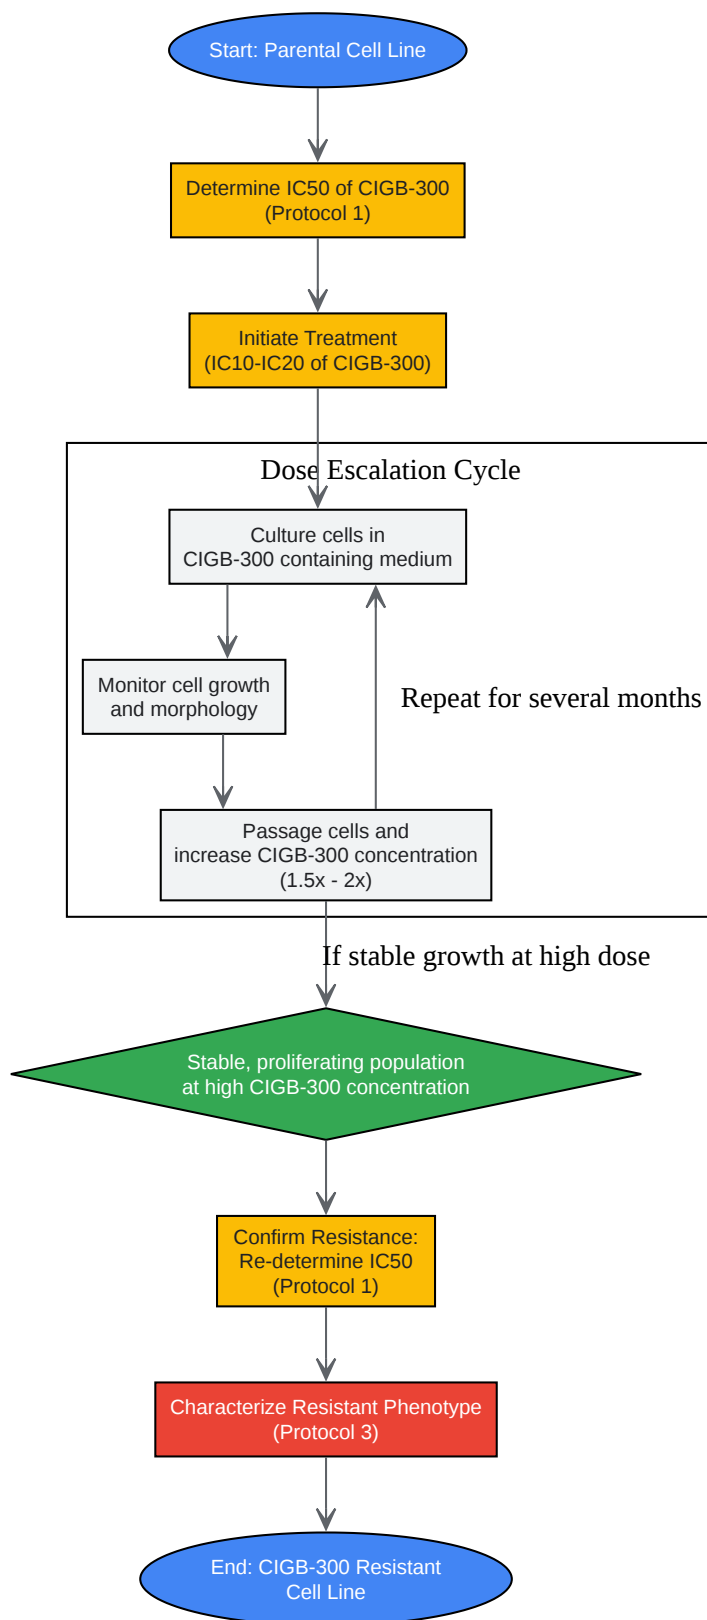 Start: Parental Cell Line
Determine IC50 of CIGB-300
(Protocol 1)
Initiate Treatment
(IC10-IC20 of CIGB-300)
Dose Escalation Cycle
Culture cells in
CIGB-300 containing medium
Monitor cell growth
and morphology
Repeat for several months
Passage cells and
increase CIGB-300 concentration
(1.5x - 2x)
If stable growth at high dose
Stable, proliferating population
at high CIGB-300 concentration
Confirm Resistance:
Re-determine IC50
(Protocol 1)
Characterize Resistant Phenotype
(Protocol 3)
End: CIGB-300 Resistant
Cell Line